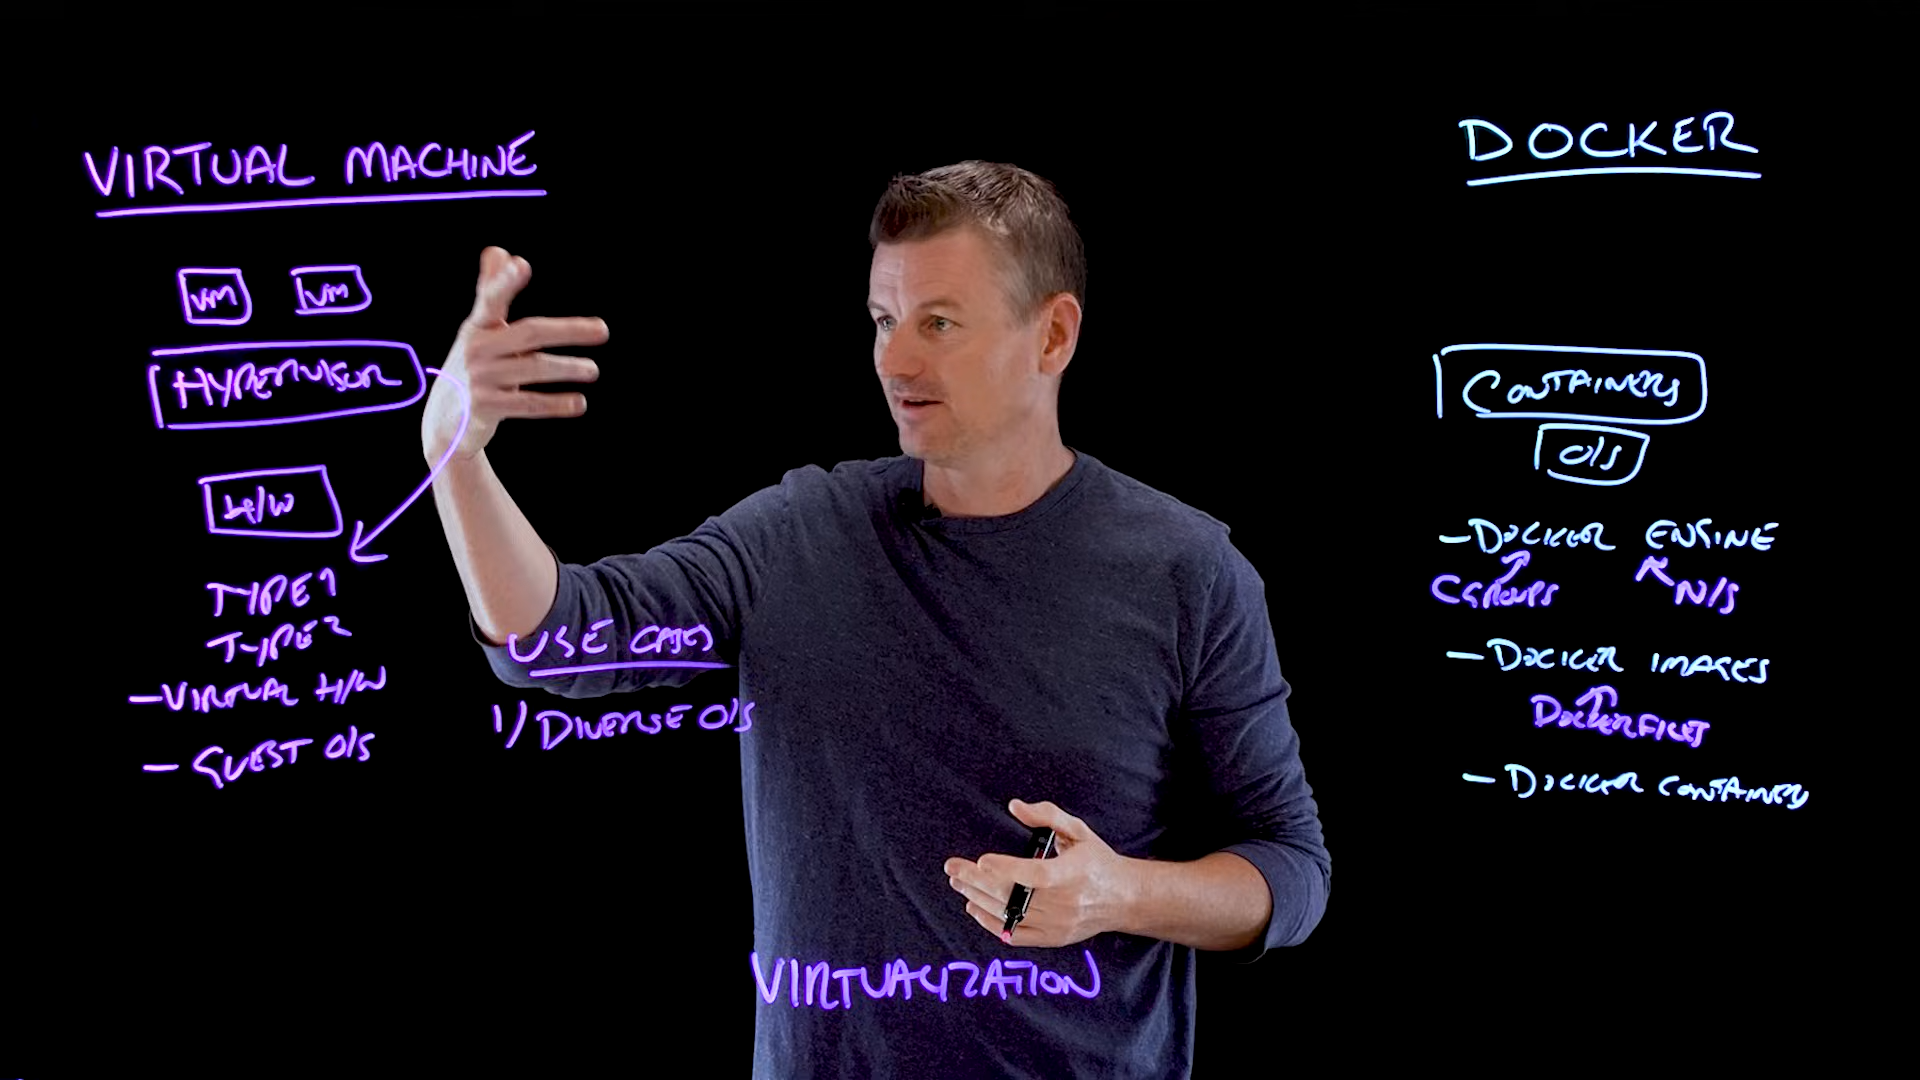 VIRTUAL MACHINE
VM VM
HYPERVISOR
H/W
TYPE 1
TYPE 2
- VIRTUAL H/W
- GUEST O/S
USE CASES
1/ DIVERSE O/S
VIRTUALIZATION
DOCKER
CONTAINERS
O/S
- DOCKER ENGINE
CGROUPS N/S
- DOCKER IMAGES
DOCKERFILES
- DOCKER CONTAINERS